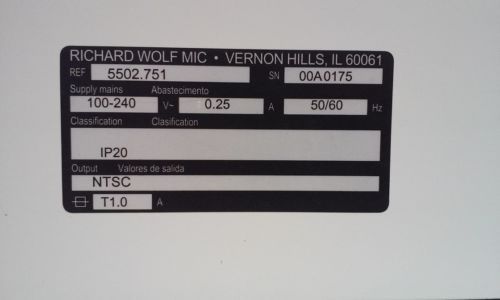 RICHARD WOLF MIC • VERNON HILLS, IL 60061
REF 5502.751 SN 00A0175
Supply mains Abastecimento
100-240 V~ 0.25 A 50/60 Hz
Classification Clasification
IP20
Output Valores de salida
NTSC
T1.0 A